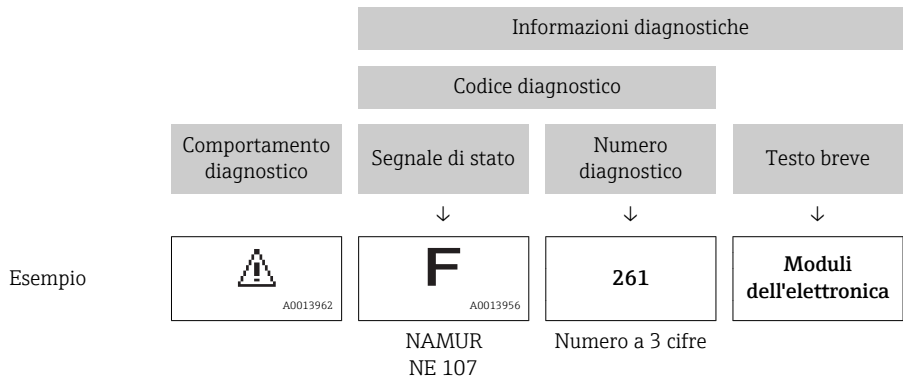 Informazioni diagnostiche
Codice diagnostico
Comportamento
diagnostico
Segnale di stato
Numero
diagnostico
Testo breve
Esempio
A0013962
F
A0013956
261
Moduli
dell'elettronica
NAMUR
NE 107
Numero a 3 cifre